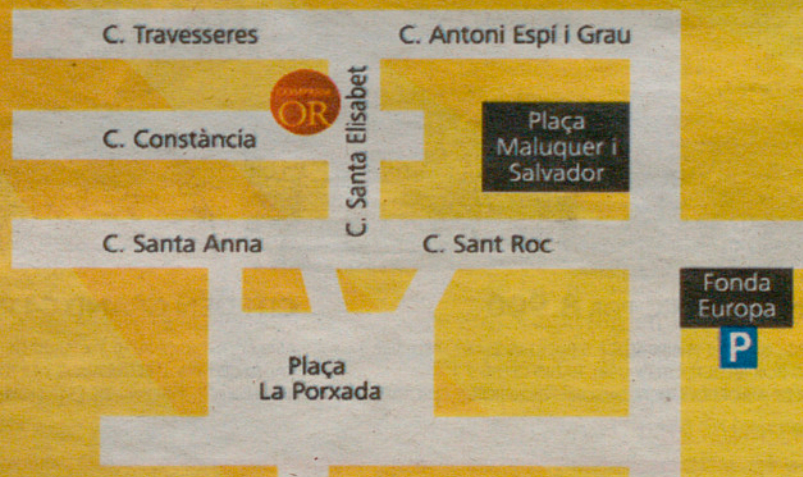 C. Travesseres
C. Antoni Espí i Grau
OR
C. Santa Elisabet
C. Constància
Plaça
Maluquer i
Salvador
C. Santa Anna
C. Sant Roc
Fonda
Europa
P
Plaça
La Porxada